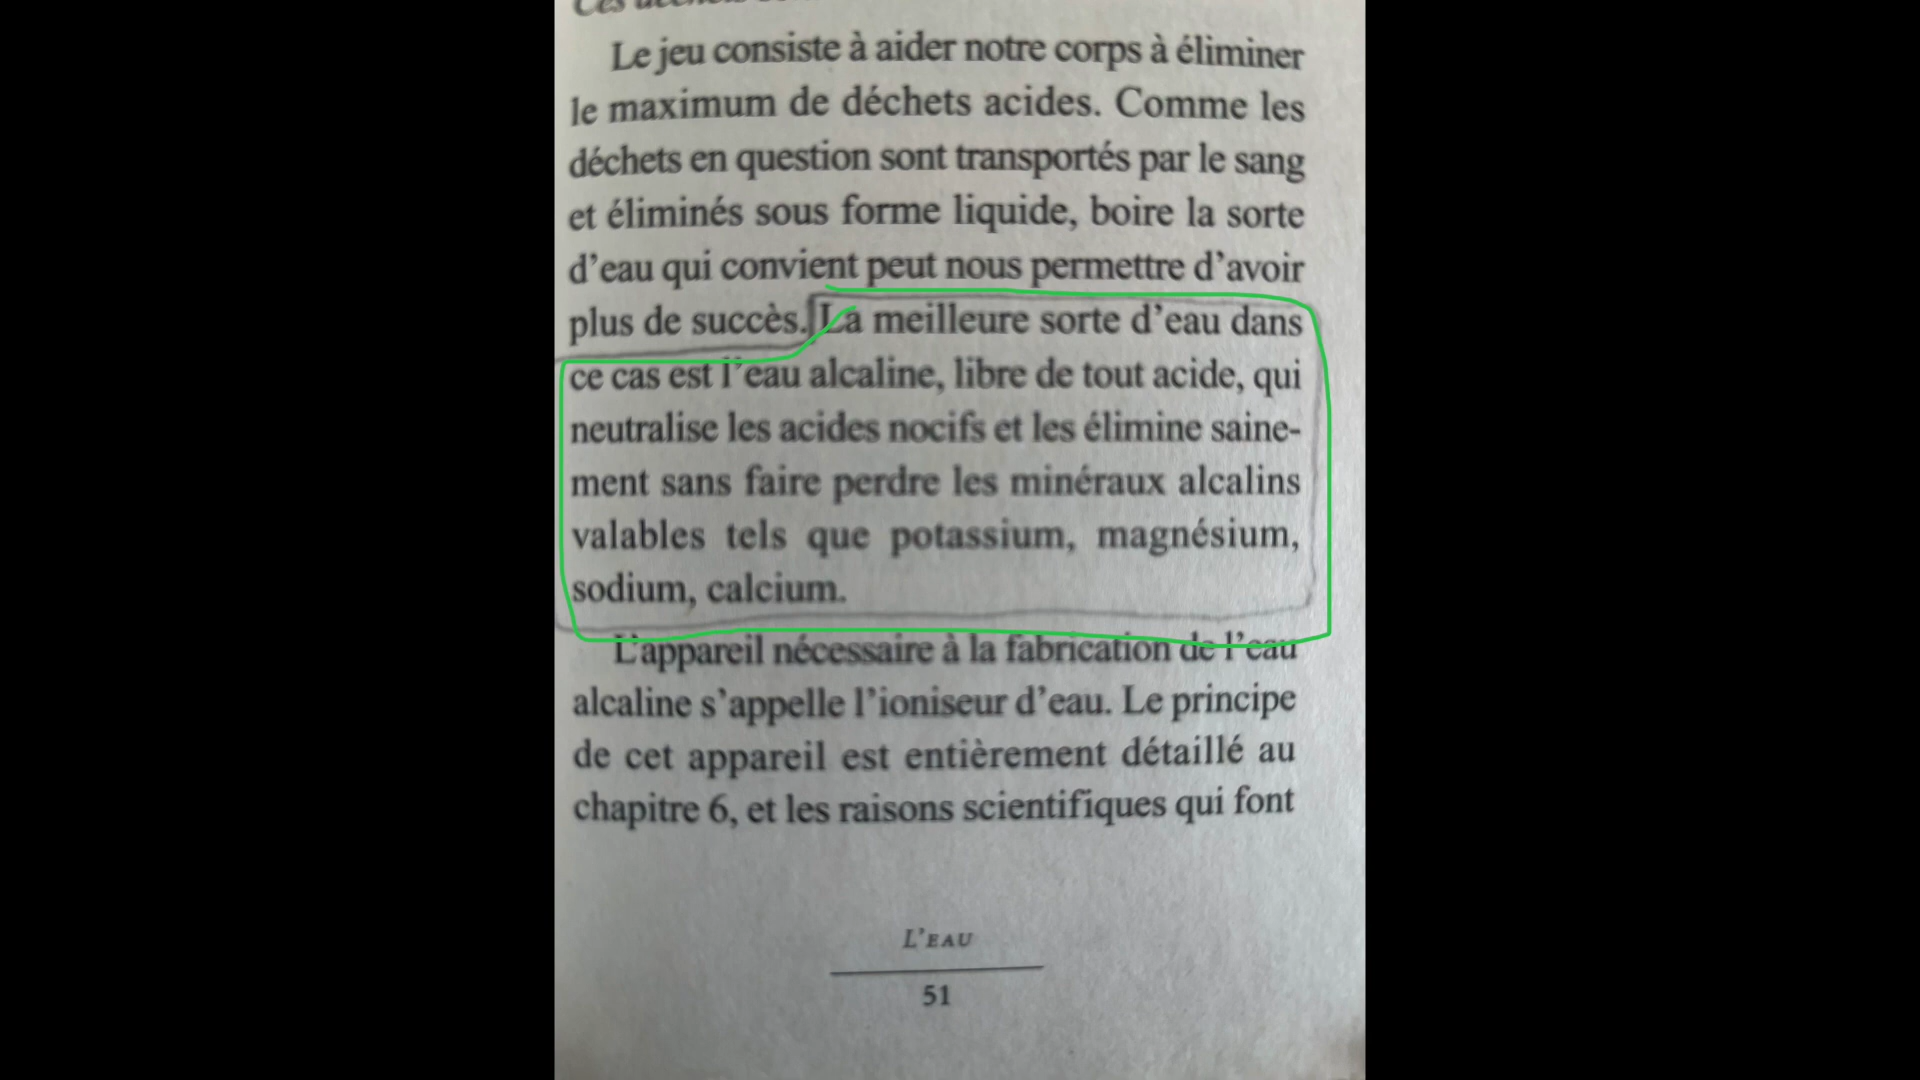 Le jeu consiste à aider notre corps à éliminer
le maximum de déchets acides. Comme les
déchets en question sont transportés par le sang
et éliminés sous forme liquide, boire la sorte
d'eau qui convient peut nous permettre d'avoir
plus de succès. La meilleure sorte d'eau dans
ce cas est l'eau alcaline, libre de tout acide, qui
neutralise les acides nocifs et les élimine saine-
ment sans faire perdre les minéraux alcalins
valables tels que potassium, magnésium,
sodium, calcium.
L'appareil nécessaire à la fabrication de l'eau
alcaline s'appelle l'ioniseur d'eau. Le principe
de cet appareil est entièrement détaillé au
chapitre 6, et les raisons scientifiques qui font
L'EAU
51